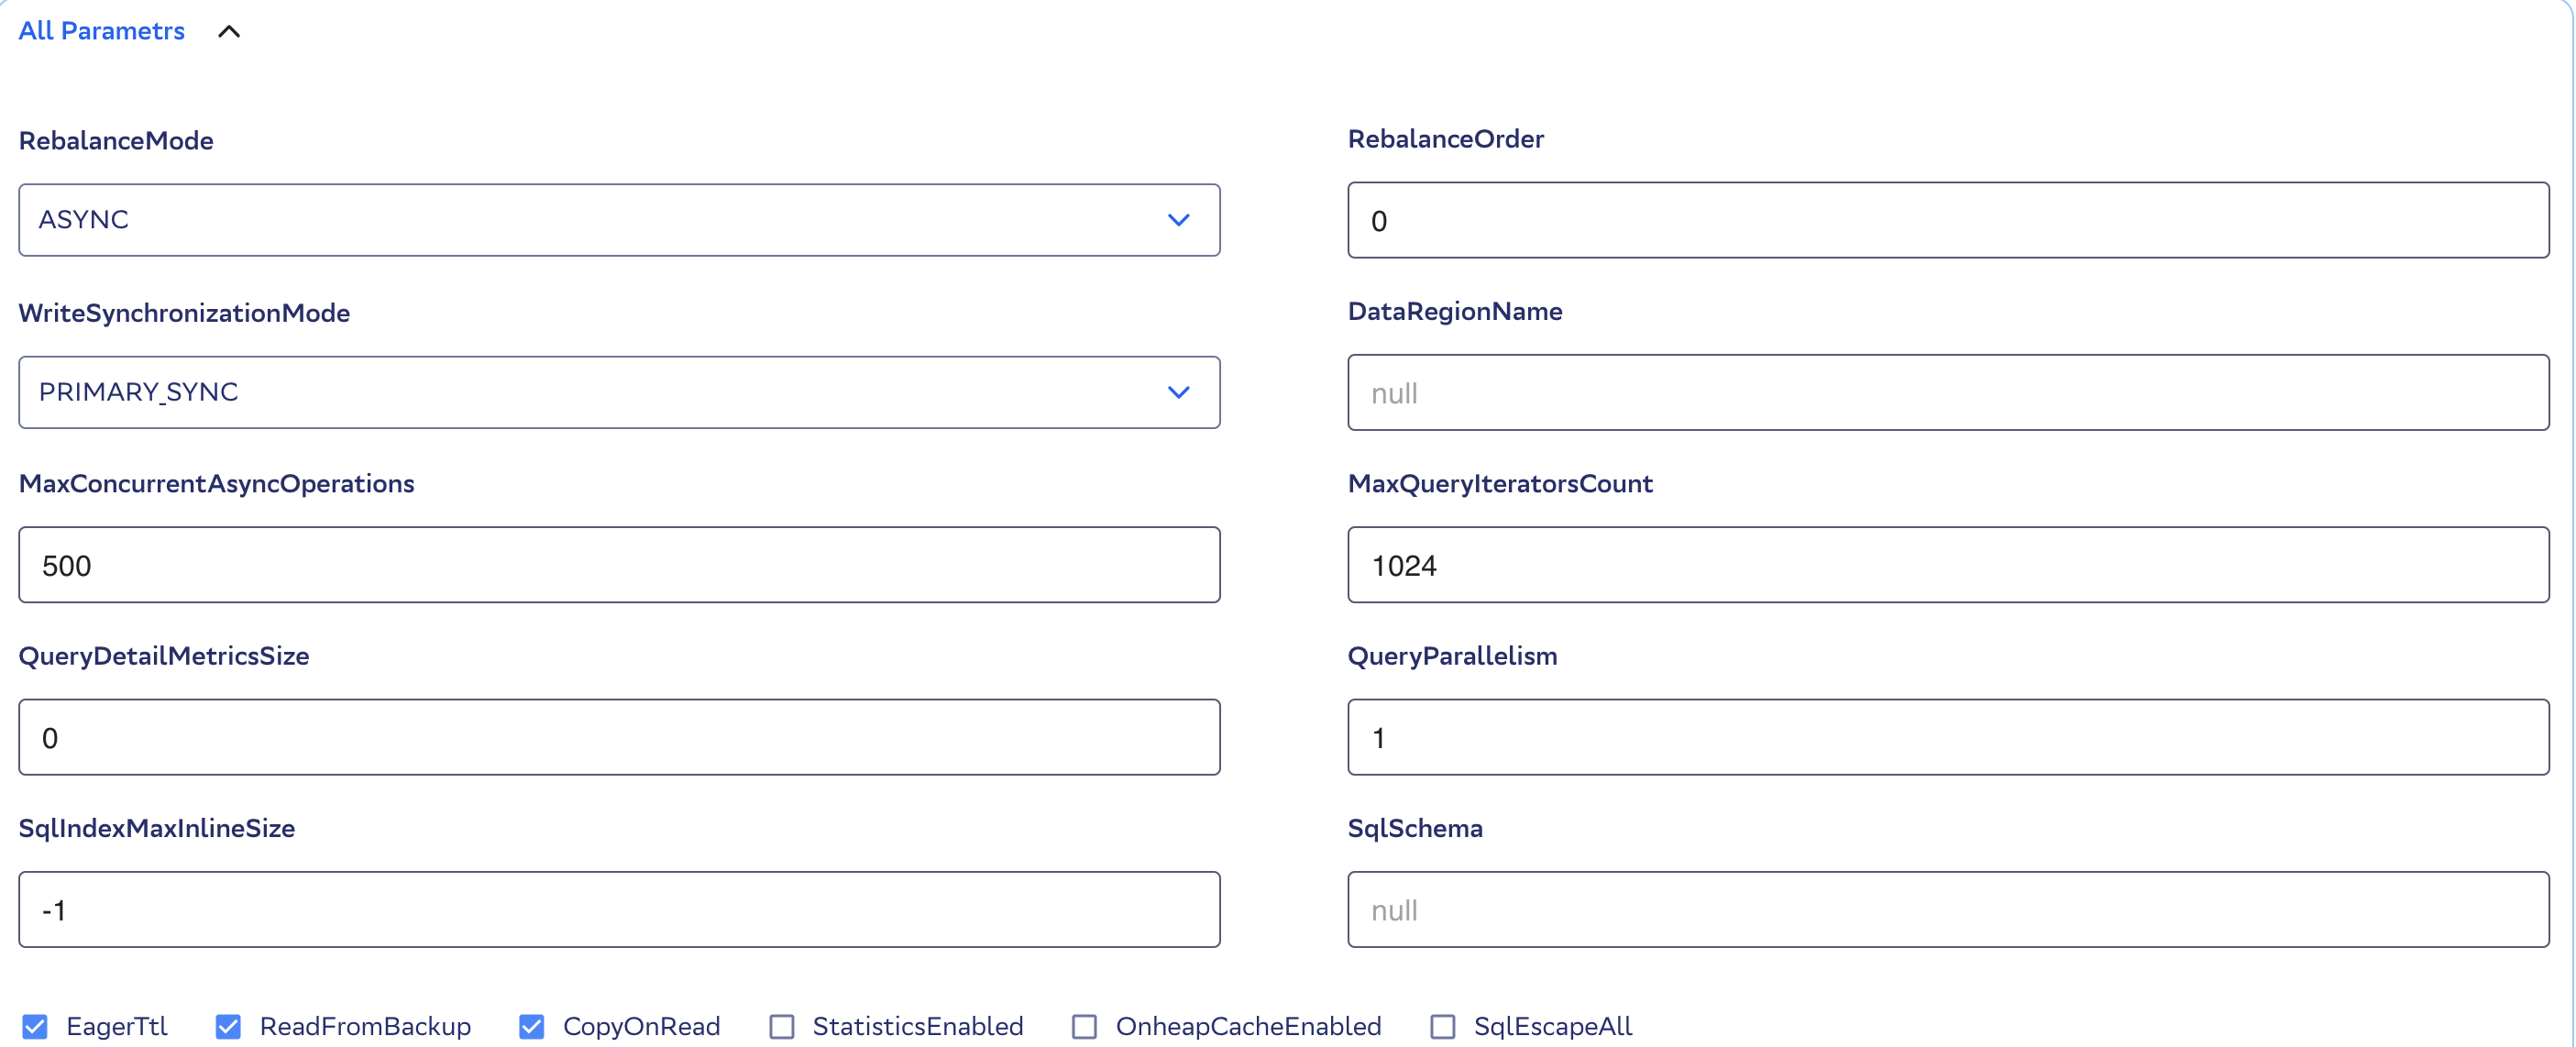 All Parametrs
RebalanceMode
RebalanceOrder
ASYNC
0
WriteSynchronizationMode
DataRegionName
PRIMARY_SYNC
null
MaxConcurrentAsyncOperations
MaxQueryIteratorsCount
500
1024
QueryDetailMetricsSize
QueryParallelism
0
1
SqlIndexMaxInlineSize
SqlSchema
-1
null
EagerTtl ReadFromBackup CopyOnRead StatisticsEnabled OnheapCacheEnabled SqlEscapeAll